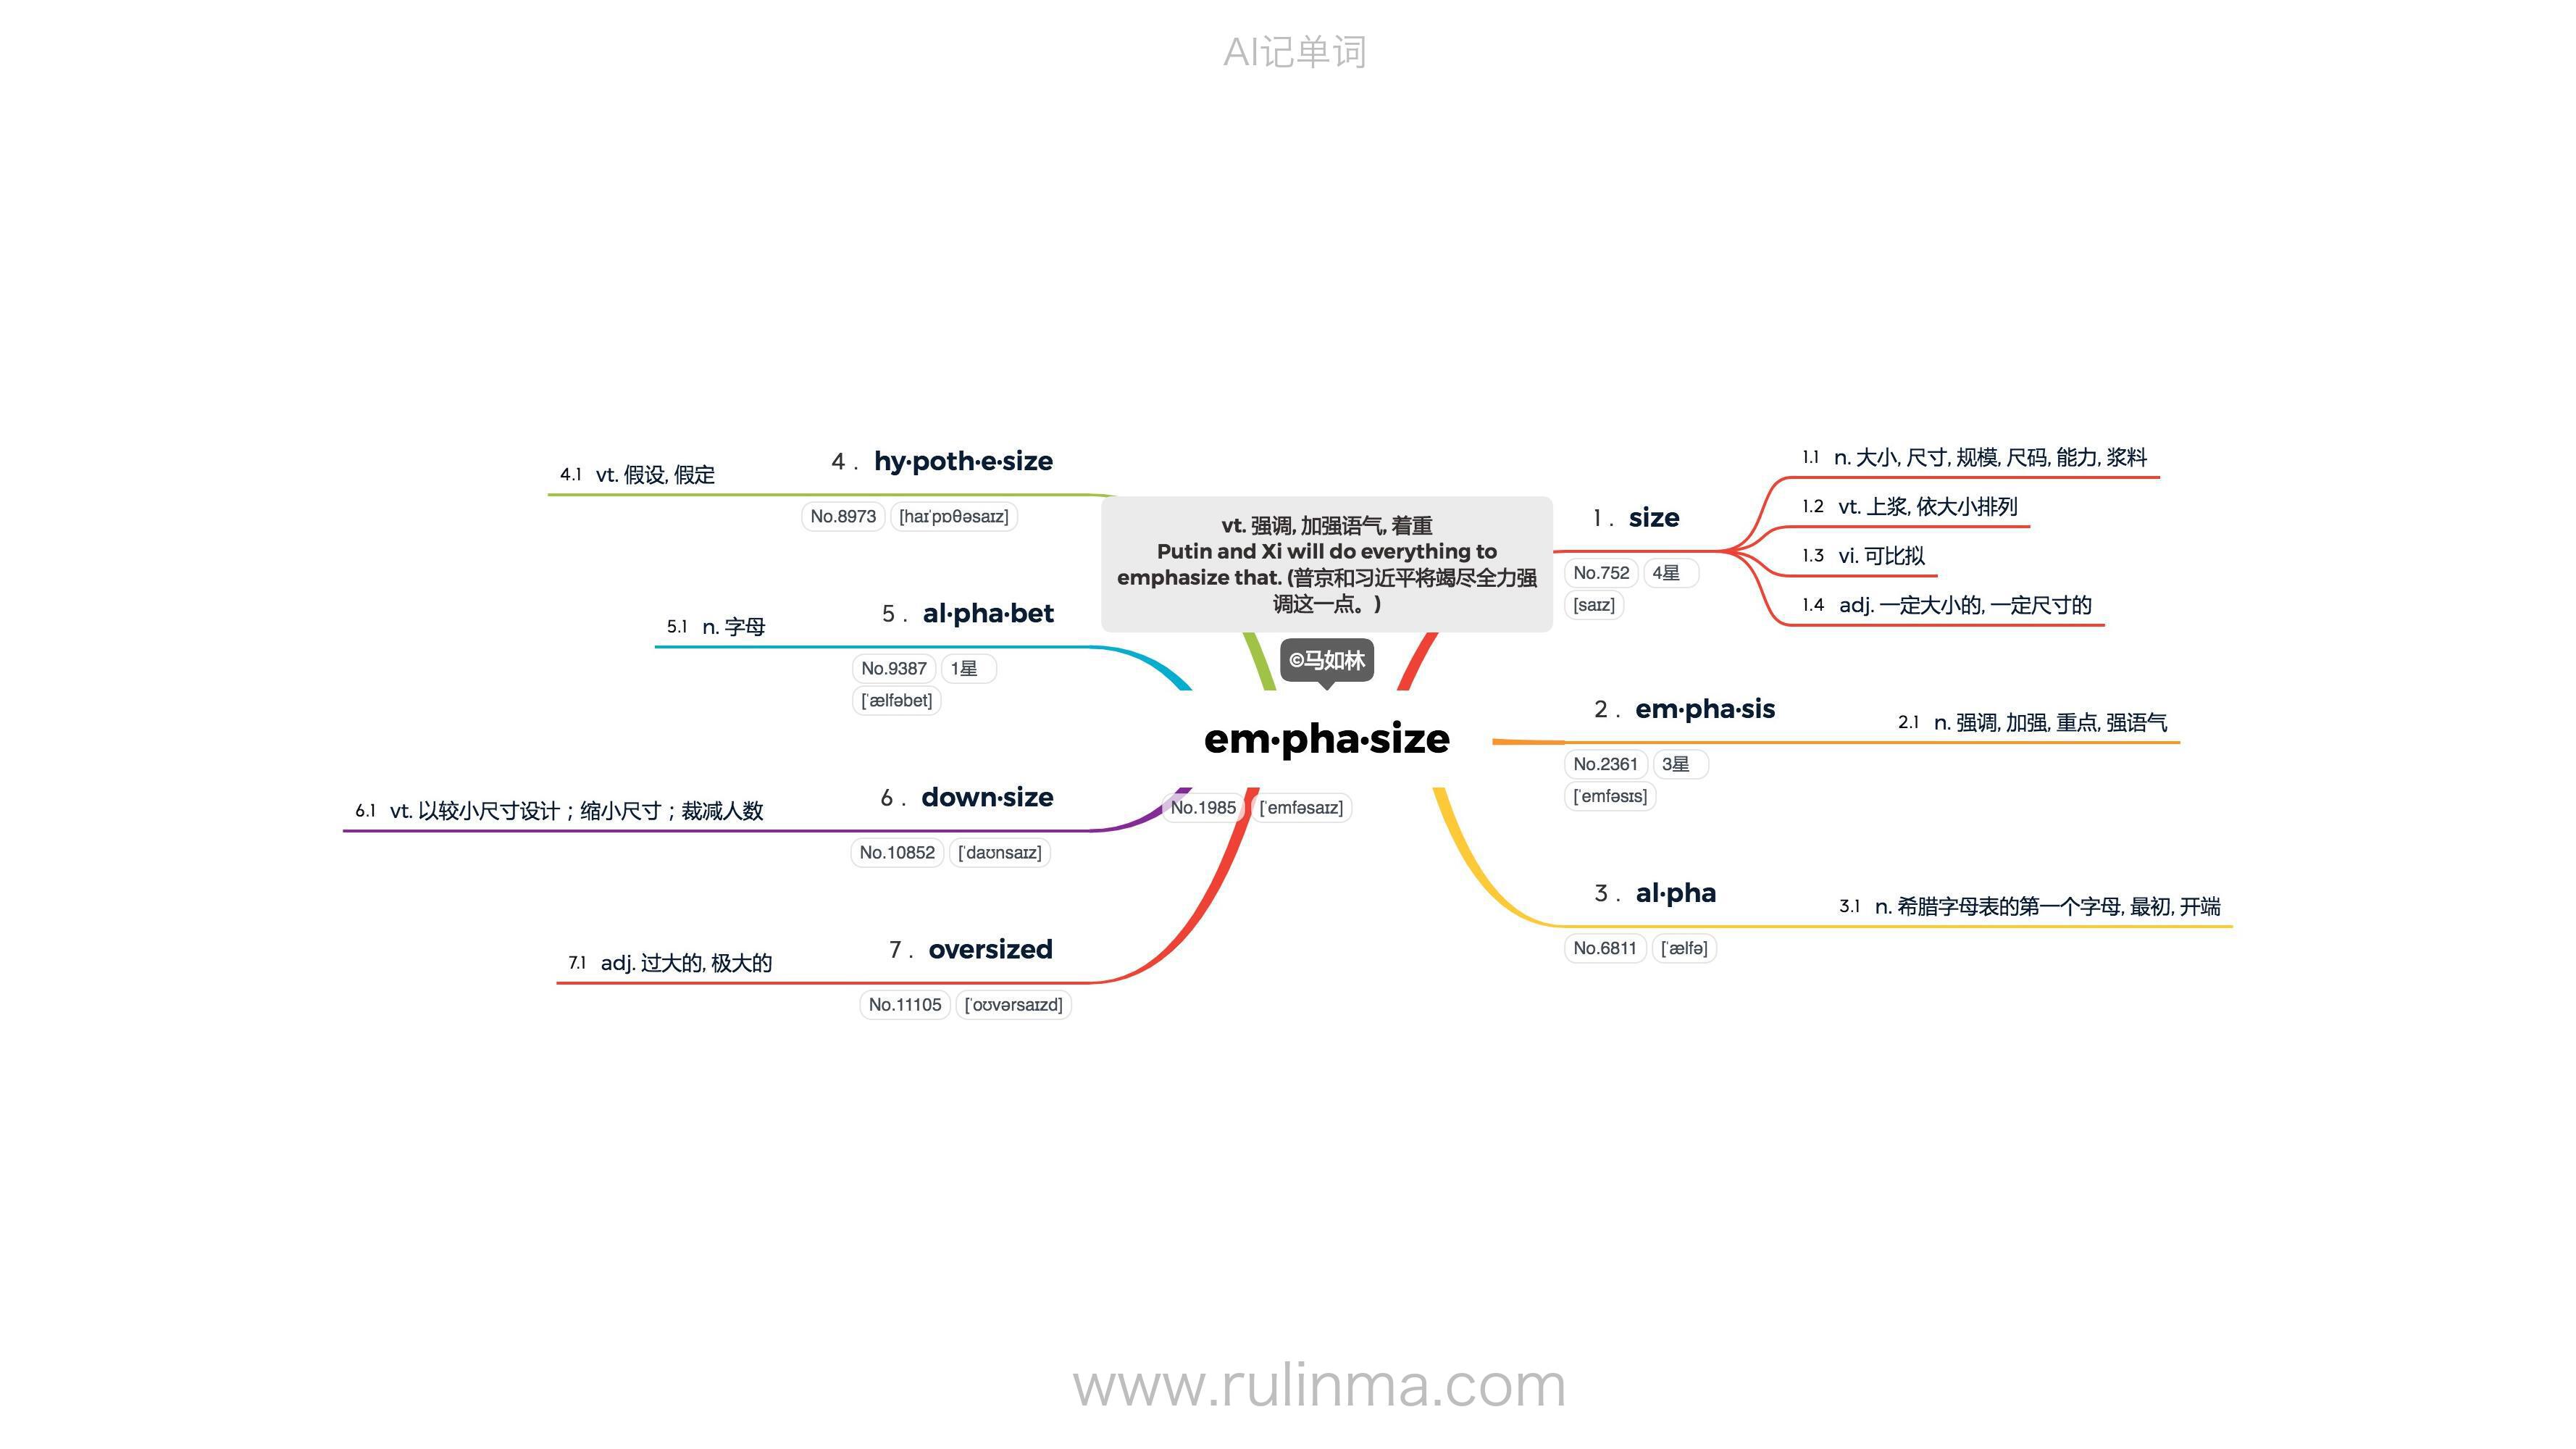 AI记单词
vt. 强调, 加强语气, 着重
Putin and Xi will do everything to
emphasize that. (普京和习近平将竭尽全力强
调这一点。)
©马如林
em·pha·size
No.1985 [ˈemfəsaɪz]
1 . size
No.752 4星
[saɪz]
1.1 n. 大小, 尺寸, 规模, 尺码, 能力, 浆料
1.2 vt. 上浆, 依大小排列
1.3 vi. 可比拟
1.4 adj. 一定大小的, 一定尺寸的
2 . em·pha·sis
No.2361 3星
[ˈemfəsɪs]
2.1 n. 强调, 加强, 重点, 强语气
3 . al·pha
No.6811 [ˈælfə]
3.1 n. 希腊字母表的第一个字母, 最初, 开端
4 . hy·poth·e·size
No.8973 [haɪˈpɒθəsaɪz]
4.1 vt. 假设, 假定
5 . al·pha·bet
No.9387 1星
[ˈælfəbet]
5.1 n. 字母
6 . down·size
No.10852 [ˈdaʊnsaɪz]
6.1 vt. 以较小尺寸设计；缩小尺寸；裁减人数
7 . oversized
No.11105 [ˈoʊvərsaɪzd]
7.1 adj. 过大的, 极大的
www.rulinma.com